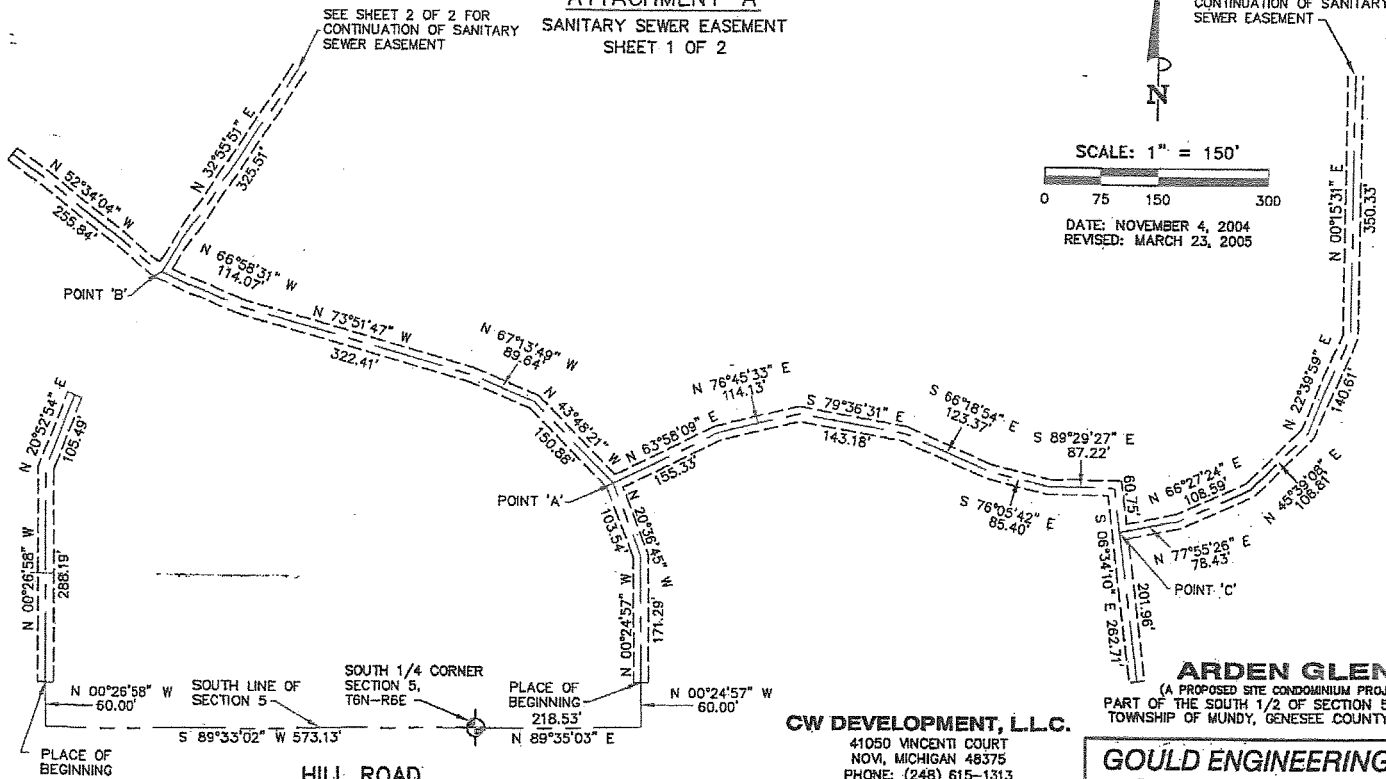 ATTACHMENT "A"
SANITARY SEWER EASEMENT
SHEET 1 OF 2
SEE SHEET 2 OF 2 FOR
CONTINUATION OF SANITARY
SEWER EASEMENT
CONTINUATION OF SANITARY
SEWER EASEMENT
N
SCALE: 1" = 150'
0 75 150 300
DATE: NOVEMBER 4, 2004
REVISED: MARCH 23, 2005
N 52°34'04" W
255.84'
N 32°55'51" E
325.51'
POINT 'B'
N 66°58'31" W
114.07'
N 73°51'47" W
322.41'
N 67°13'49" W
89.64'
N 43°48'21" W
150.88'
POINT 'A'
N 63°58'09" E
155.33'
N 76°45'33" E
114.13'
S 79°36'31" E
143.18'
S 66°18'54" E
123.37'
S 76°05'42" E
85.40'
S 89°29'27" E
87.22'
60.75'
S 06°34'10" E 262.71'
201.96'
POINT 'C'
N 77°55'26" E
78.43'
N 66°27'24" E
108.59'
N 45°39'08" E
108.81'
N 22°39'59" E
140.61'
N 00°15'31" E
350.33'
N 20°36'45" W
103.54'
N 00°24'57" W
171.29'
N 20°52'54" E
105.49'
N 00°26'58" W
288.19'
N 00°26'58" W
60.00'
SOUTH LINE OF
SECTION 5
SOUTH 1/4 CORNER
SECTION 5,
T6N-R6E
PLACE OF
BEGINNING
218.53'
N 89°35'03" E
N 00°24'57" W
60.00'
S 89°33'02" W 573.13'
PLACE OF
BEGINNING
HILL ROAD
CW DEVELOPMENT, L.L.C.
41050 VINCENTI COURT
NOVI, MICHIGAN 48375
PHONE: (248) 615-1313
ARDEN GLEN
(A PROPOSED SITE CONDOMINIUM PROJ
PART OF THE SOUTH 1/2 OF SECTION 5
TOWNSHIP OF MUNDY, GENESEE COUNTY
GOULD ENGINEERING